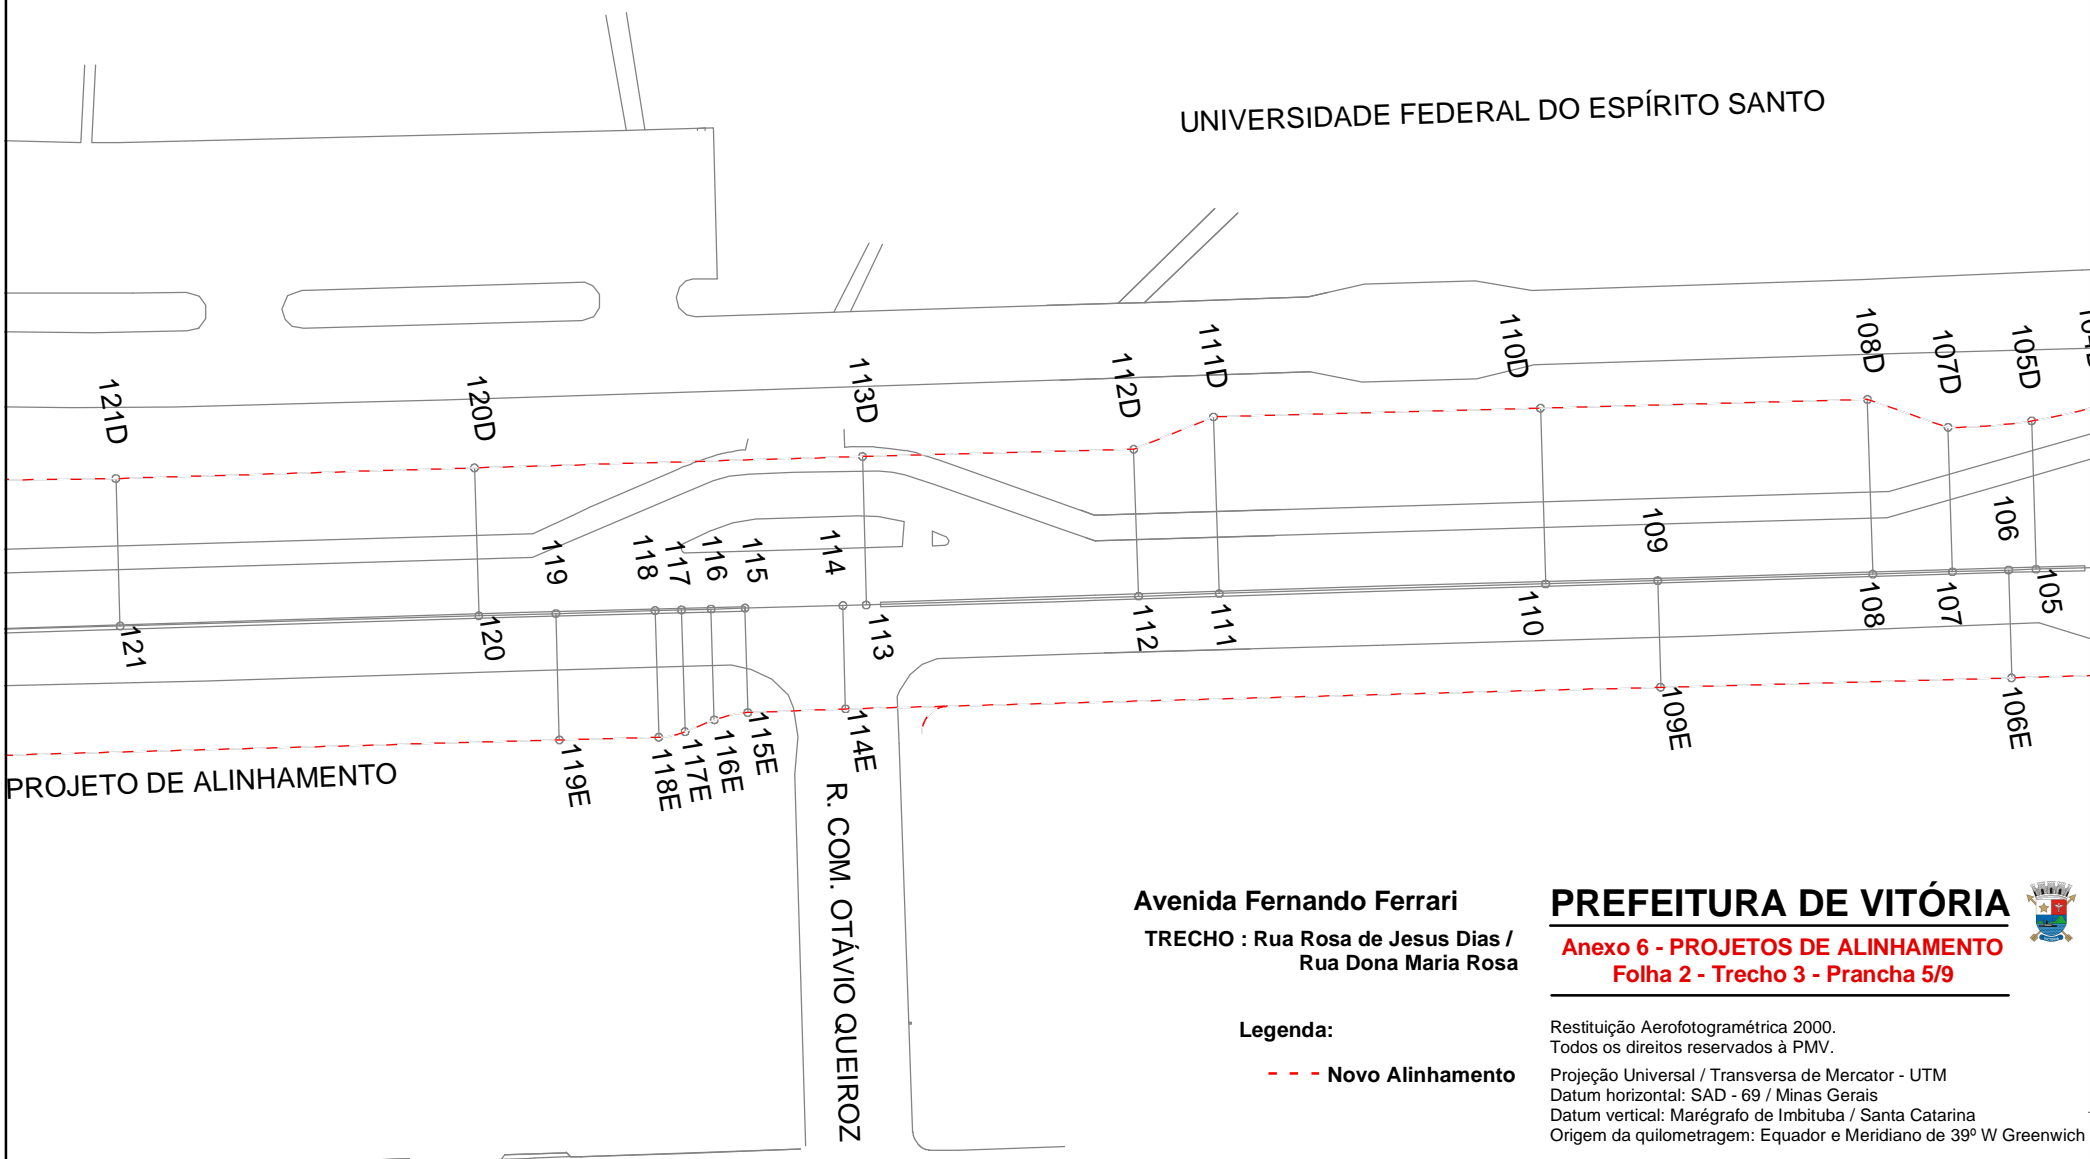 UNIVERSIDADE FEDERAL DO ESPÍRITO SANTO
121D
120D
113D
112D
111D
110D
108D
107D
105D
119
118
117
116
115
114
109
106
121
120
113
112
111
110
108
107
105
119E
118E
117E
116E
115E
114E
109E
106E
PROJETO DE ALINHAMENTO
R. COM. OTÁVIO QUEIROZ
Avenida Fernando Ferrari
TRECHO : Rua Rosa de Jesus Dias /
Rua Dona Maria Rosa
Legenda:
Novo Alinhamento
PREFEITURA DE VITÓRIA
Anexo 6 - PROJETOS DE ALINHAMENTO
Folha 2 - Trecho 3 - Prancha 5/9
Restituição Aerofotogramétrica 2000.
Todos os direitos reservados à PMV.
Projeção Universal / Transversa de Mercator - UTM
Datum horizontal: SAD - 69 / Minas Gerais
Datum vertical: Marégrafo de Imbituba / Santa Catarina
Origem da quilometragem: Equador e Meridiano de 39º W Greenwich